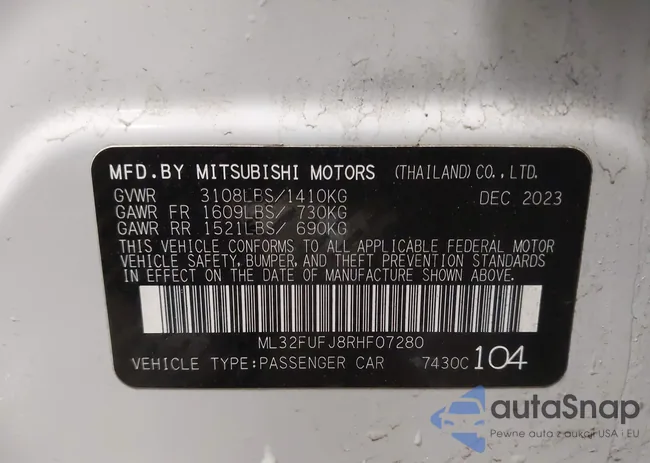 MFD.BY MITSUBISHI MOTORS (THAILAND) CO., LTD.
GVWR 3108LBS/1410KG DEC 2023
GAWR FR 1609LBS/ 730KG
GAWR RR 1521LBS/ 690KG
THIS VEHICLE CONFORMS TO ALL APPLICABLE FEDERAL MOTOR
VEHICLE SAFETY, BUMPER, AND THEFT PREVENTION STANDARDS
IN EFFECT ON THE DATE OF MANUFACTURE SHOWN ABOVE.
ML32FUFJ8RHF07280
VEHICLE TYPE:PASSENGER CAR 7430C 104
autaSnap
Pewne auta z aukcji USA i EU